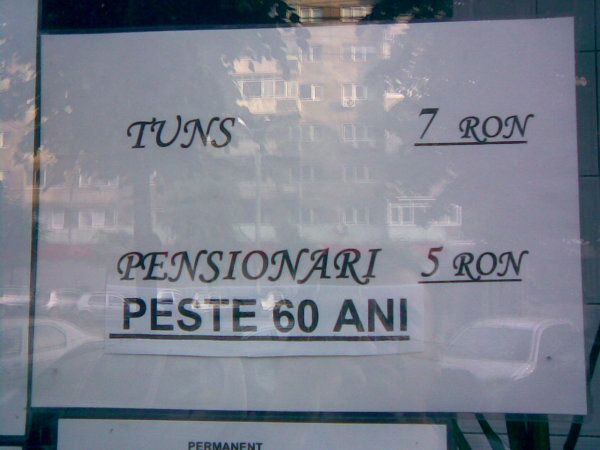 TUNS 7 RON
PENSIONARI 5 RON
PESTE 60 ANI
PERMANENT